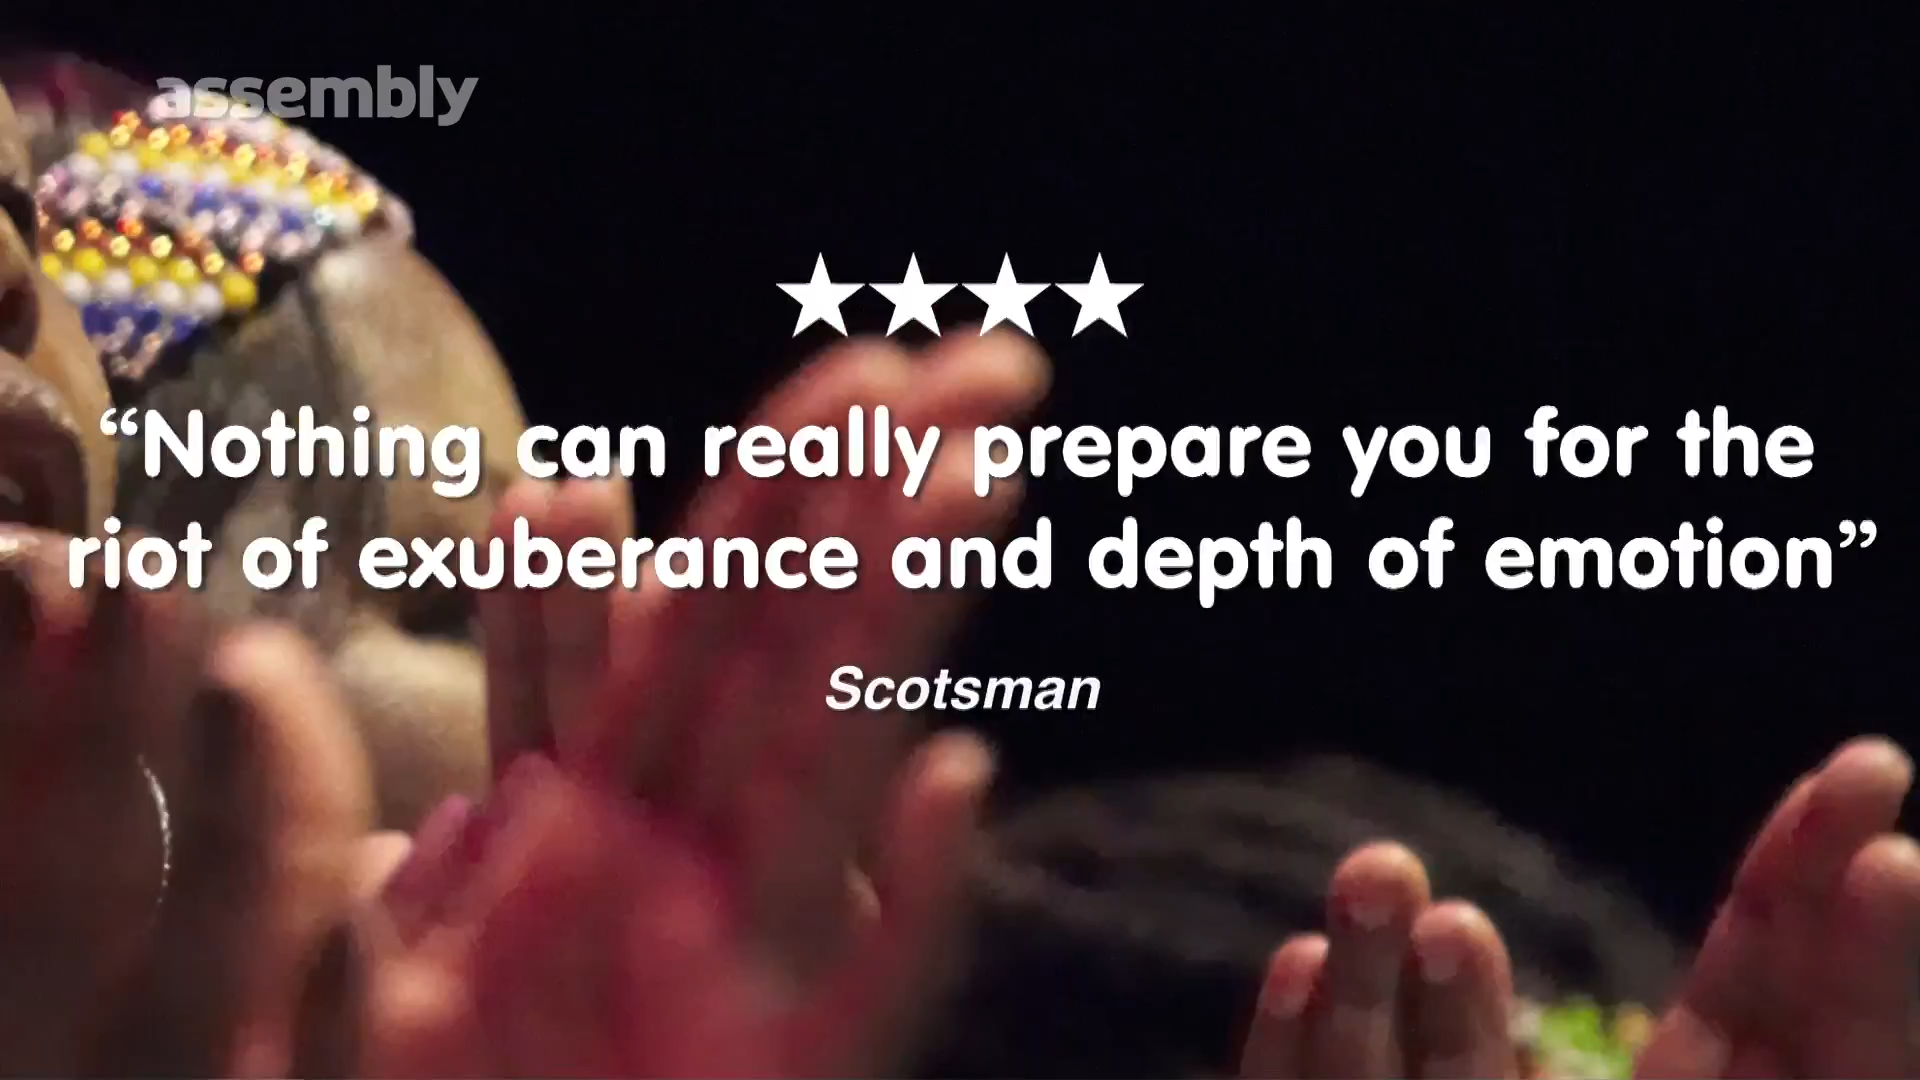 assembly
★★★★
“Nothing can really prepare you for the
riot of exuberance and depth of emotion”
Scotsman